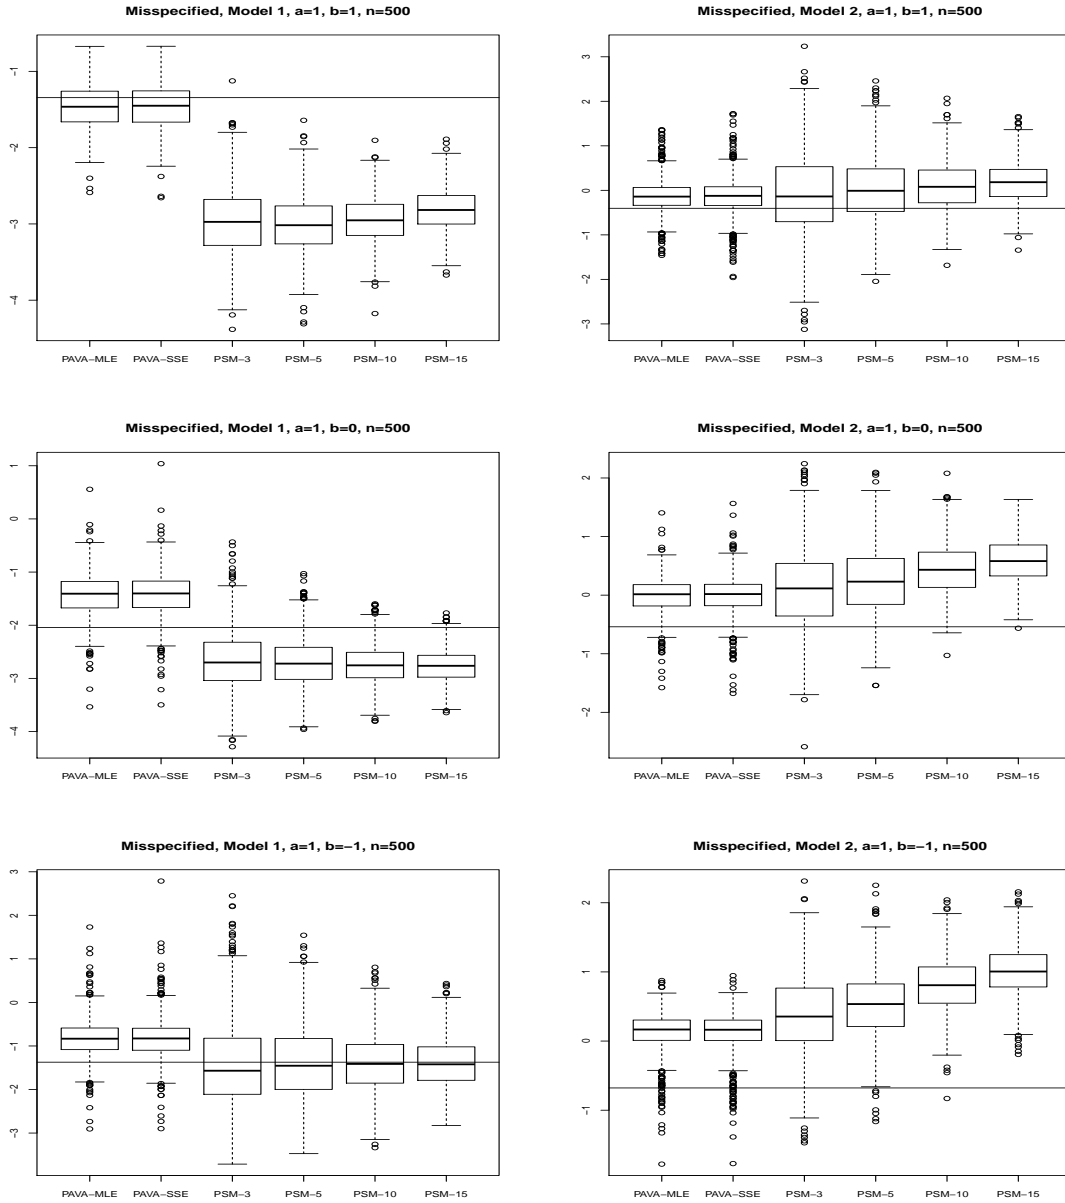 Misspecified, Model 1, a=1, b=1, n=500
−1
−2
−3
−4
PAVA−MLE PAVA−SSE PSM−3 PSM−5 PSM−10 PSM−15
Misspecified, Model 2, a=1, b=1, n=500
3
2
1
0
−1
−2
−3
PAVA−MLE PAVA−SSE PSM−3 PSM−5 PSM−10 PSM−15
Misspecified, Model 1, a=1, b=0, n=500
1
0
−1
−2
−3
−4
PAVA−MLE PAVA−SSE PSM−3 PSM−5 PSM−10 PSM−15
Misspecified, Model 2, a=1, b=0, n=500
2
1
0
−1
−2
PAVA−MLE PAVA−SSE PSM−3 PSM−5 PSM−10 PSM−15
Misspecified, Model 1, a=1, b=−1, n=500
3
2
1
0
−1
−2
−3
PAVA−MLE PAVA−SSE PSM−3 PSM−5 PSM−10 PSM−15
Misspecified, Model 2, a=1, b=−1, n=500
2
1
0
−1
PAVA−MLE PAVA−SSE PSM−3 PSM−5 PSM−10 PSM−15